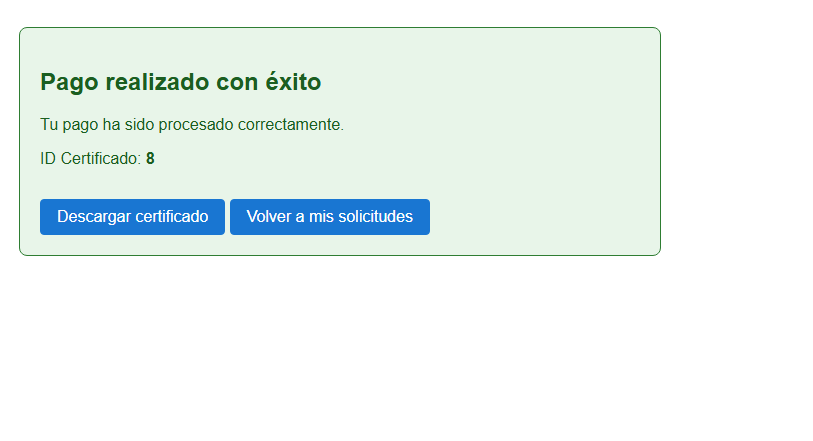 Pago realizado con éxito
Tu pago ha sido procesado correctamente.
ID Certificado: 8
Descargar certificado Volver a mis solicitudes